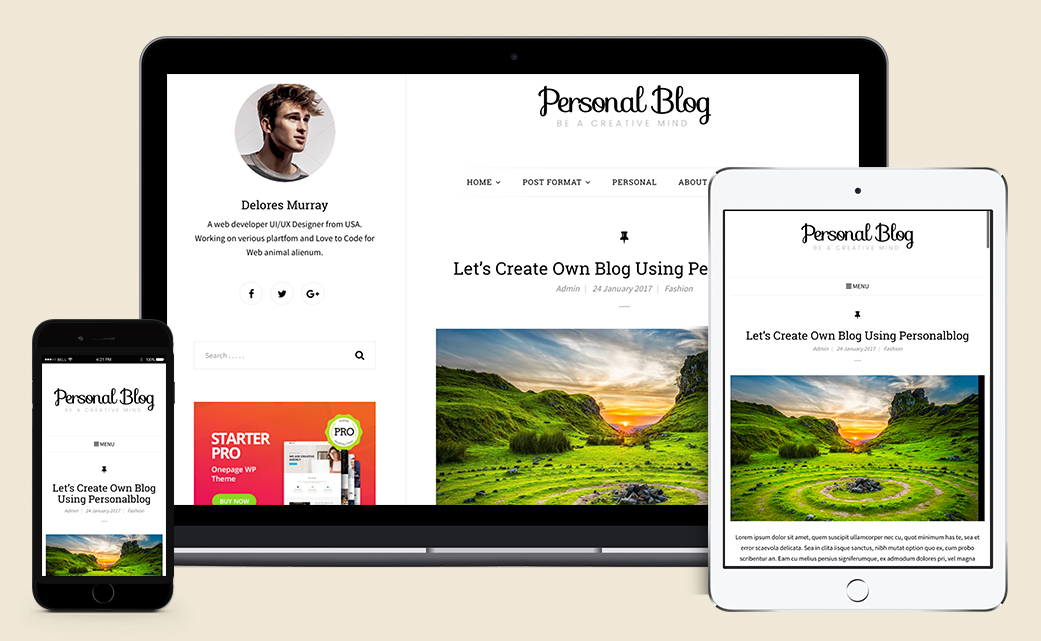 Personal Blog
BE A CREATIVE MIND
HOME
POST FORMAT
PERSONAL
ABOUT
Delores Murray
A web developer UI/UX Designer from USA.
Working on verious plartfom and Love to Code for
Web animal alienum.
Search . . . . .
STARTER
PRO
Onepage WP
Theme
BUY NOW
PRO
WE ARE CREATIVE
AGENCY
Let's Create Own Blog Using Pe
Admin | 24 January 2017 | Fashion
BELL
4:21 PM
100%
Personal Blog
BE A CREATIVE MIND
MENU
Let's Create Own Blog
Using Personalblog
Admin | 24 January 2017 | Fashion
Personal Blog
BE A CREATIVE MIND
MENU
Let's Create Own Blog Using Personalblog
Admin | 24 January 2017 | Fashion
Lorem ipsum dolor sit amet, quem suscipit ullamcorper nec cu, quot minimum has te, sea et
error scaevola delicata. Sea in clita iisque sanctus, nibh mutat option quo ex, cum probo
scribentur an. Eam cu melius persius signiferumque, ex admodum dolores pri, vel magna